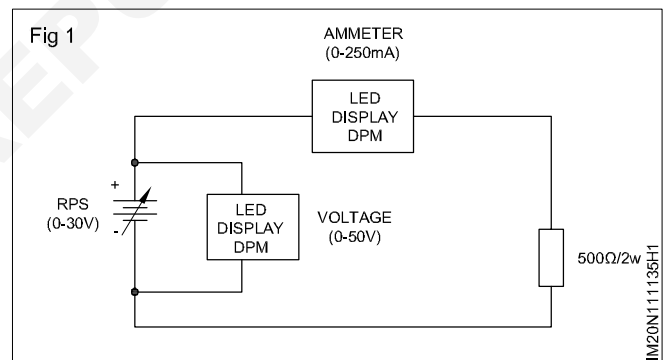 Fig 1
AMMETER
(0-250mA)
LED
DISPLAY
DPM
+
RPS
(0-30V)
-
LED
DISPLAY
DPM
VOLTAGE
(0-50V)
500Ω/2w
IM20N111135H1